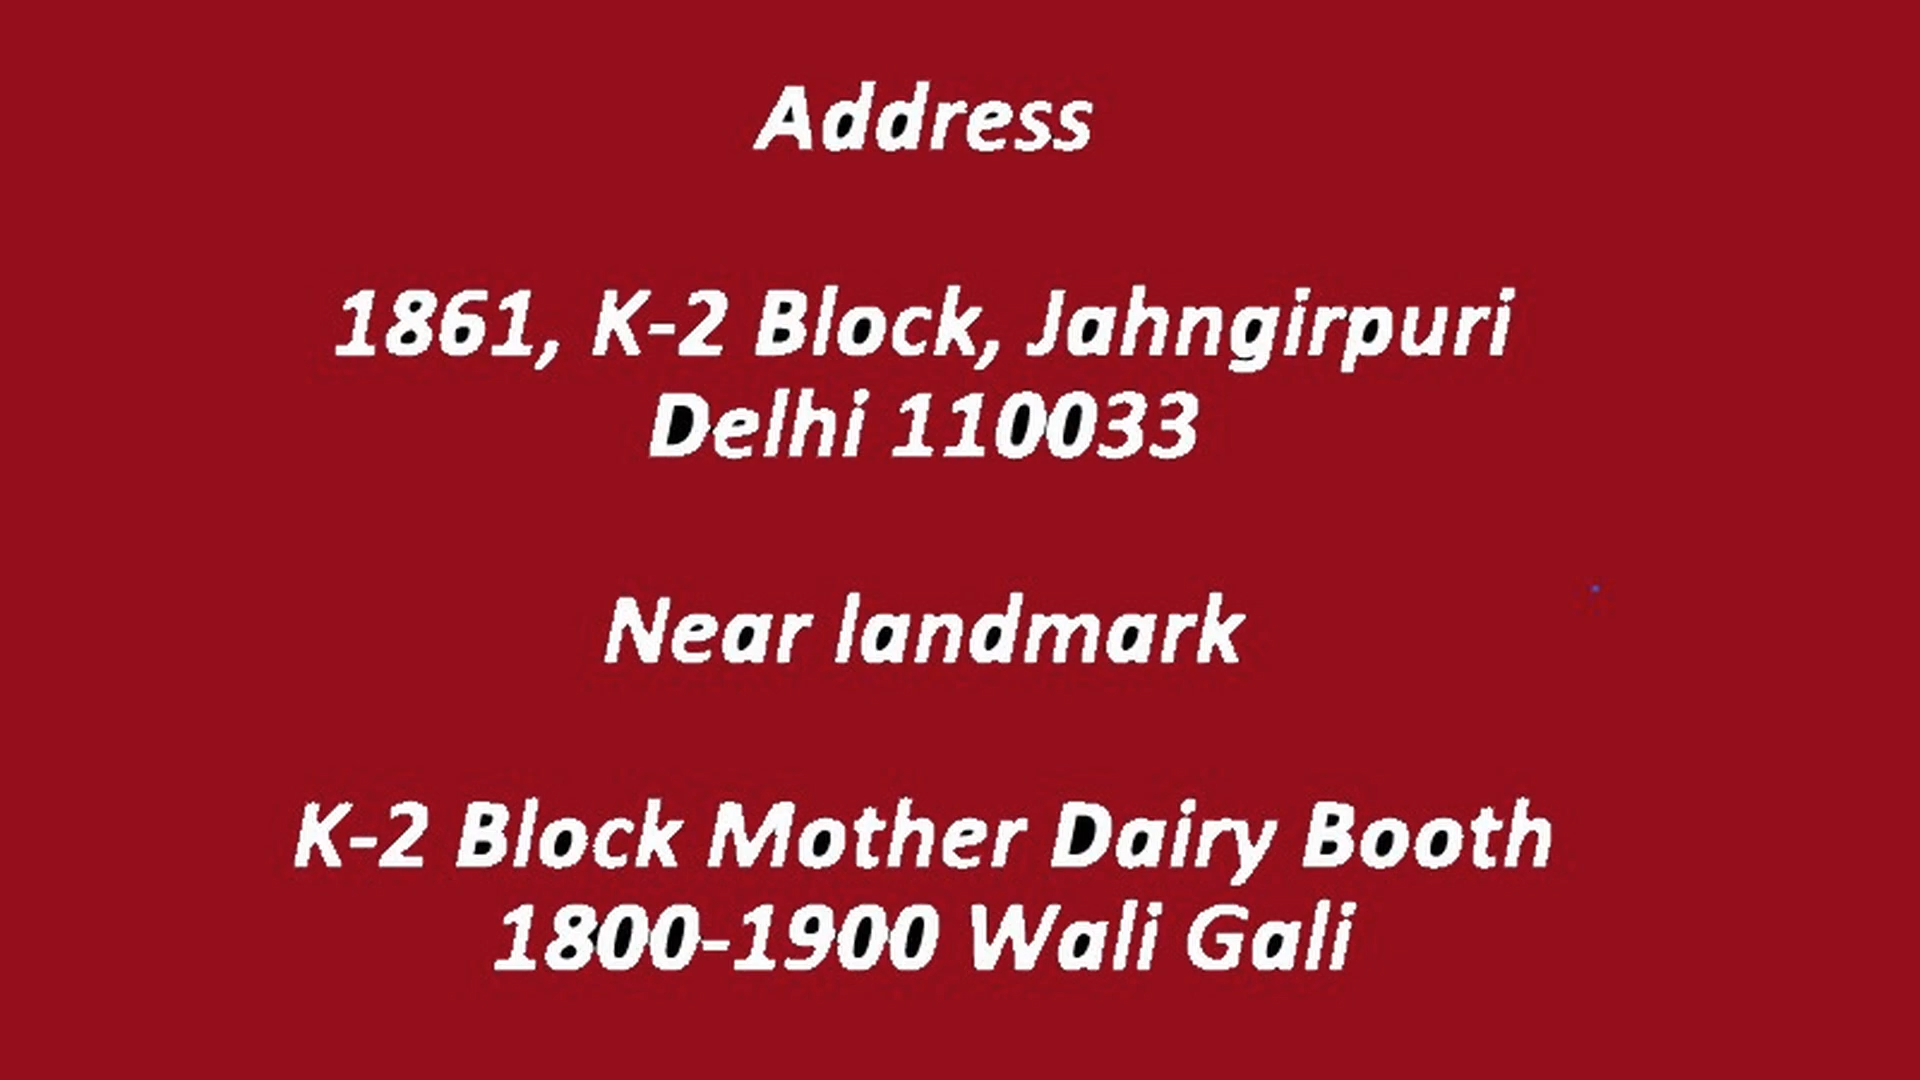 Address
1861, K-2 Block, Jahngirpuri
Delhi 110033
Near landmark
K-2 Block Mother Dairy Booth
1800-1900 Wali Gali